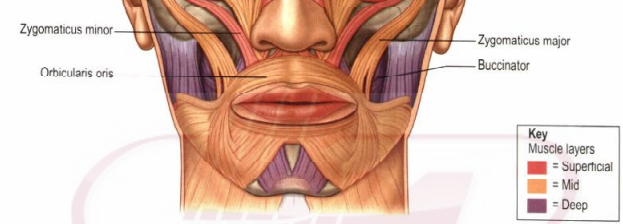 Zygomaticus minor
Orbicularis oris
Zygomaticus major
Buccinator
Key
Muscle layers
= Superficial
= Mid
= Deep